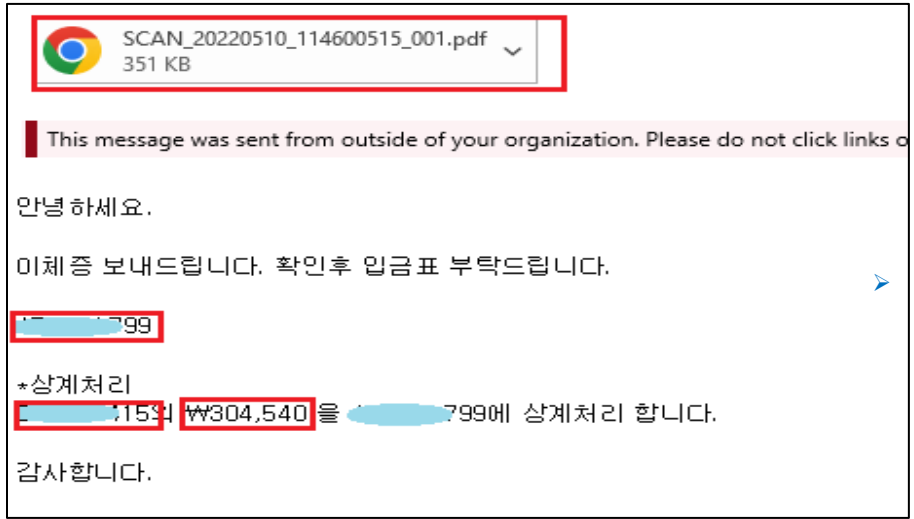 SCAN_20220510_114600515_001.pdf
351 KB
This message was sent from outside of your organization. Please do not click links o
안녕하세요.
이체증 보내드립니다. 확인후 입금표 부탁드립니다.
799
*상계처리
415의 ₩304,540 을 799에 상계처리 합니다.
감사합니다.